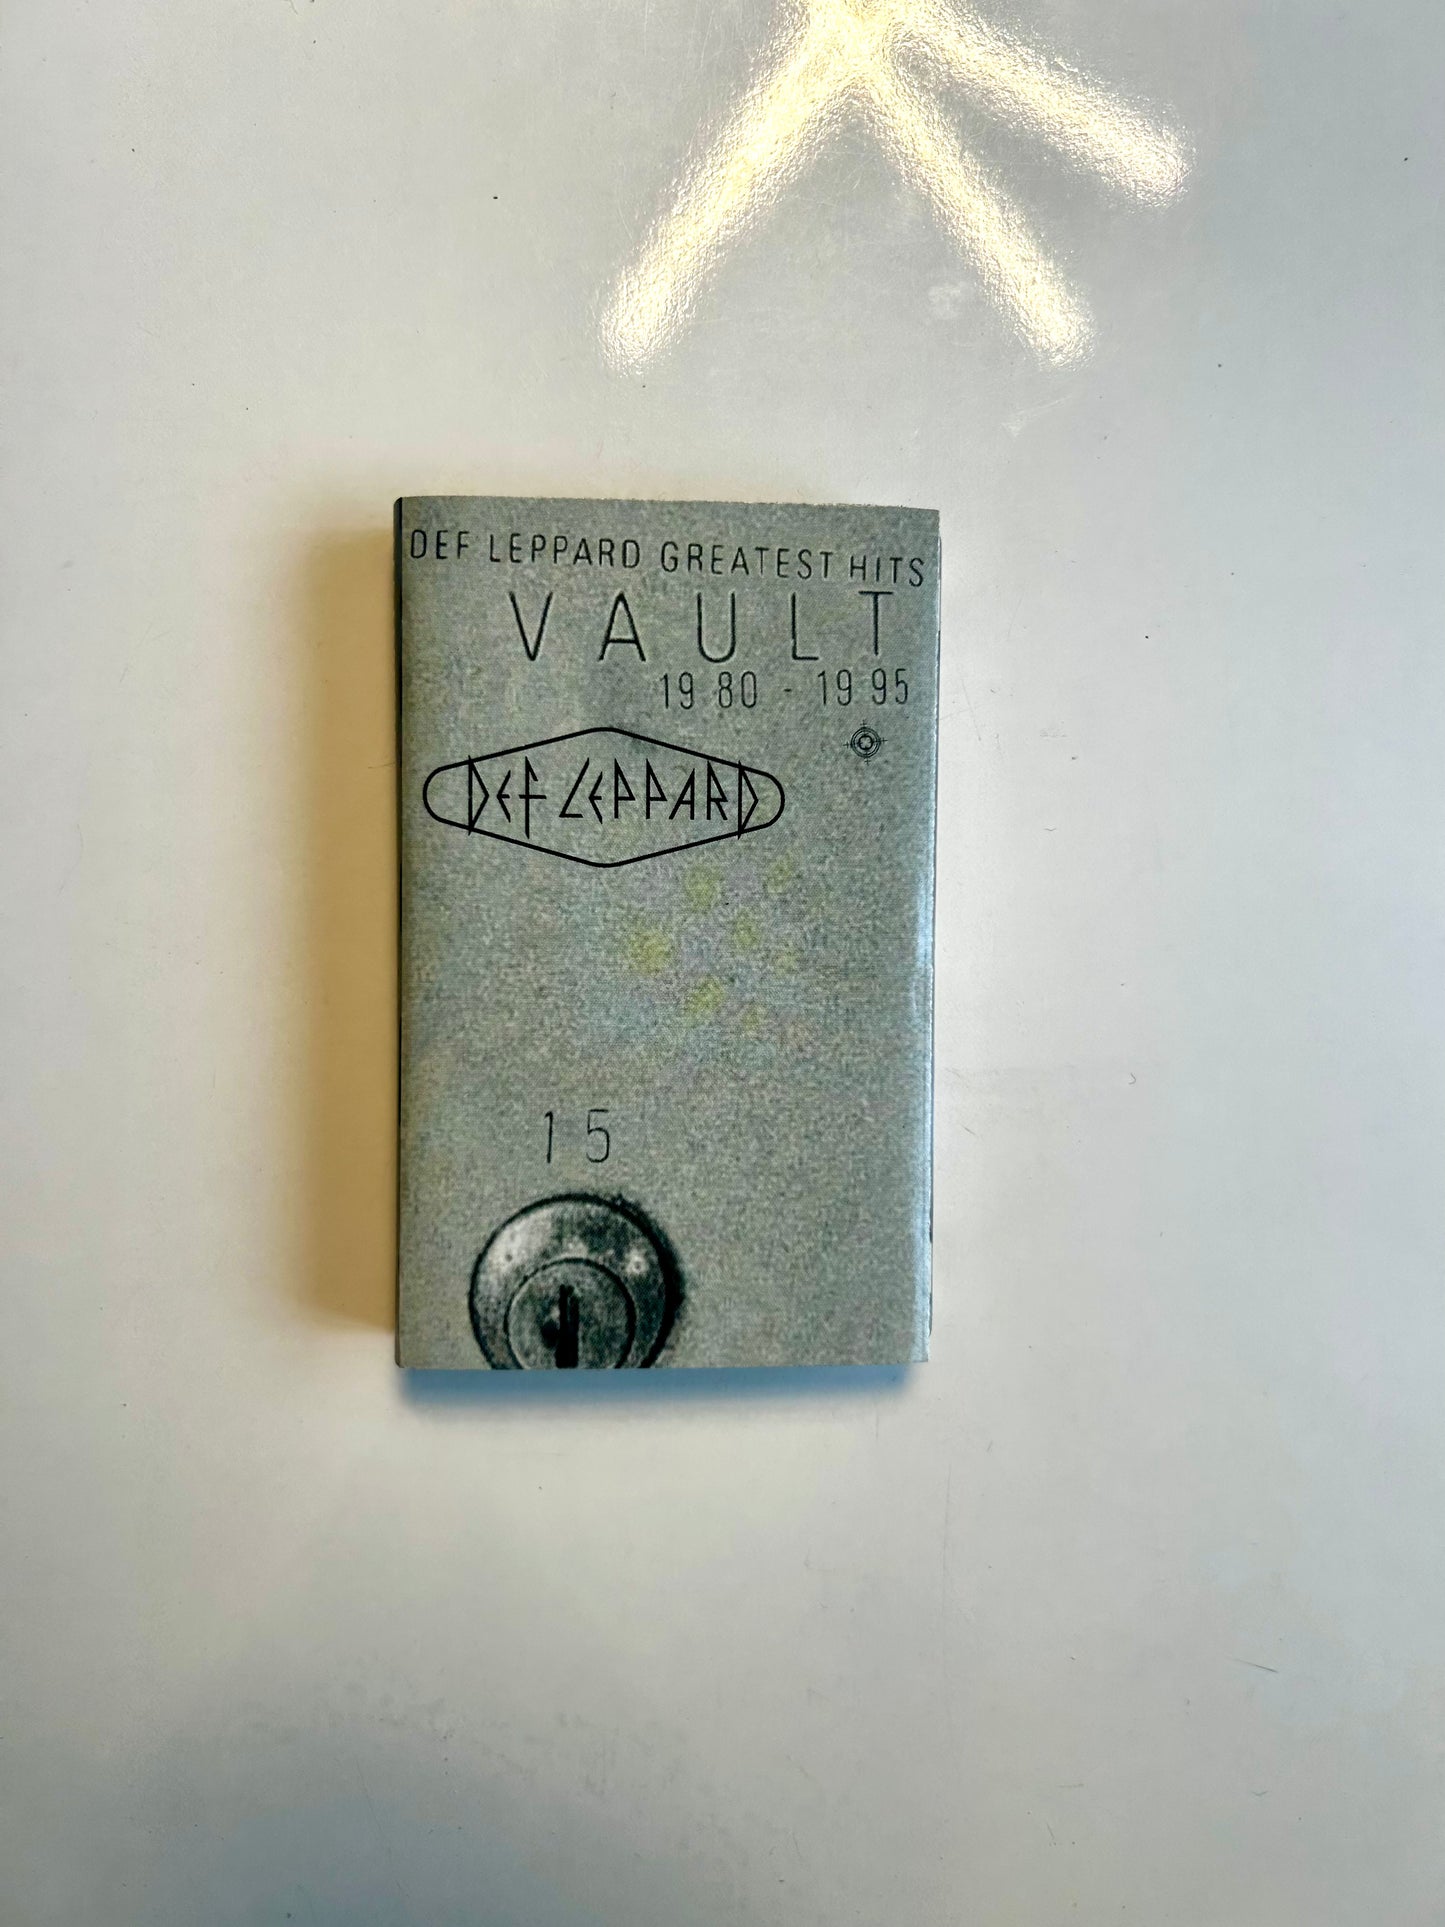 DEF LEPPARD GREATEST HITS
VAULT
1980 - 1995
DEF LEPPARD
15